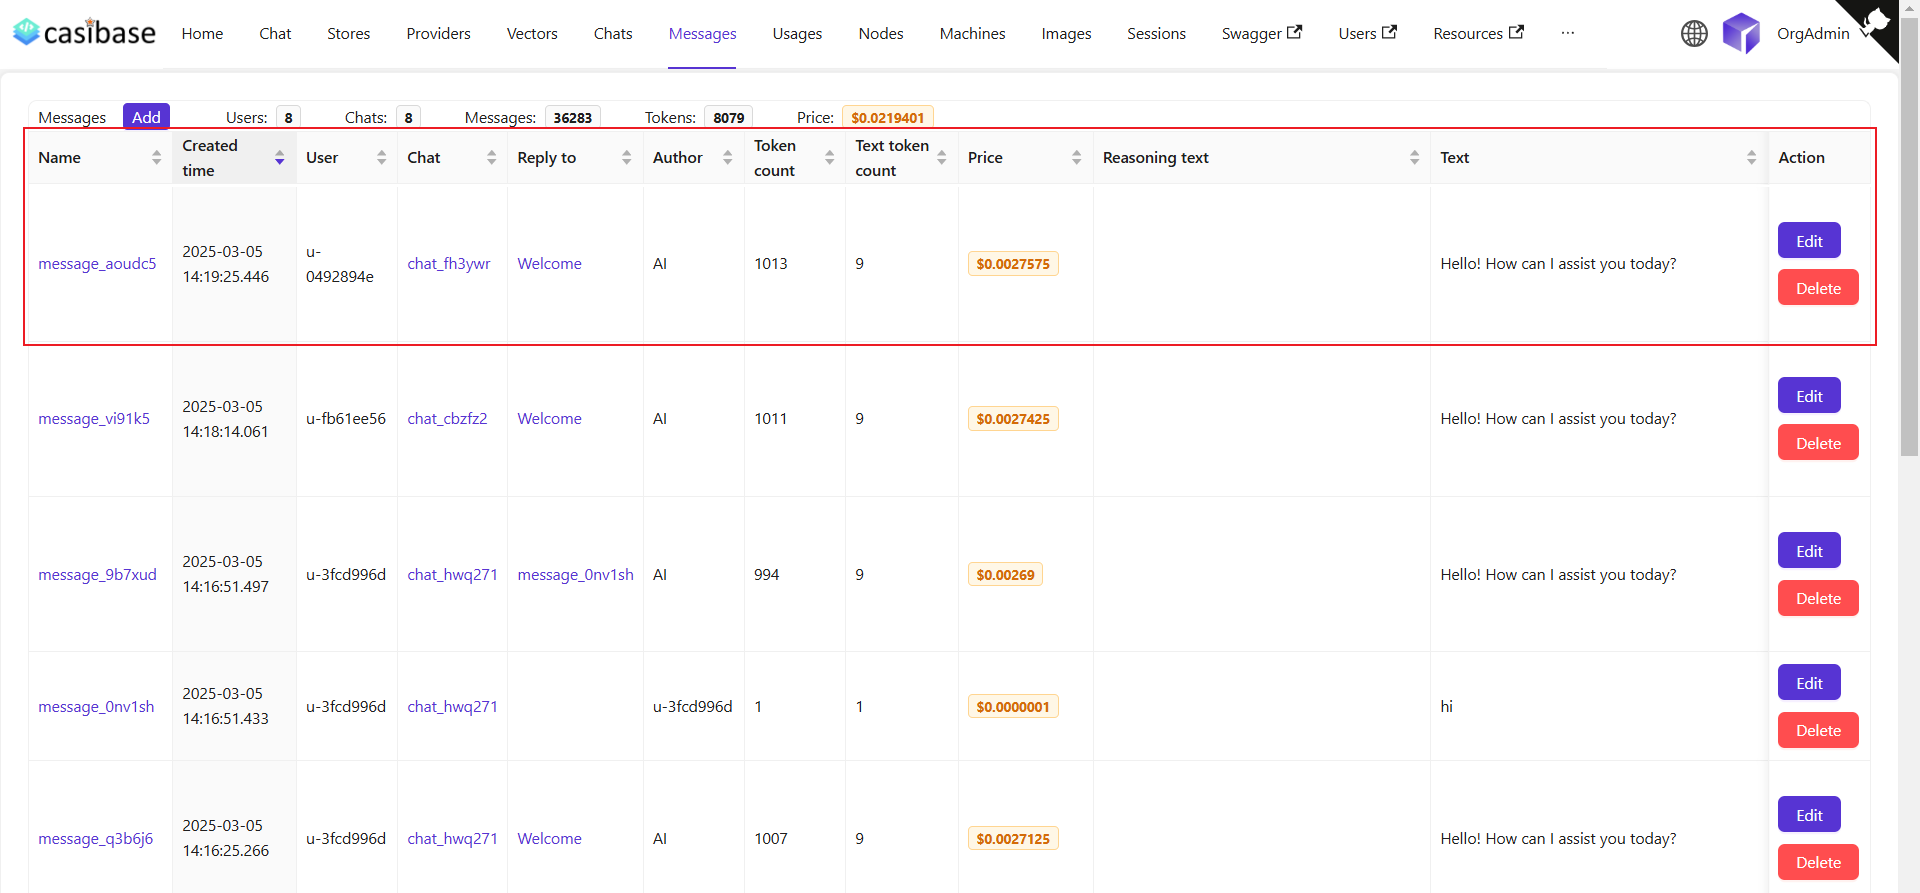 casibase Home Chat Stores Providers Vectors Chats Messages Usages Nodes Machines Images Sessions Swagger Users Resources ··· OrgAdmin
Messages Add Users: 8 Chats: 8 Messages: 36283 Tokens: 8079 Price: $0.0219401
Name Created time User Chat Reply to Author Token count Text token count Price Reasoning text Text Action
message_aoudc5 2025-03-05 14:19:25.446 u-0492894e chat_fh3ywr Welcome AI 1013 9 $0.0027575 Hello! How can I assist you today? Edit Delete
message_vi91k5 2025-03-05 14:18:14.061 u-fb61ee56 chat_cbzfz2 Welcome AI 1011 9 $0.0027425 Hello! How can I assist you today? Edit Delete
message_9b7xud 2025-03-05 14:16:51.497 u-3fcd996d chat_hwq271 message_0nv1sh AI 994 9 $0.00269 Hello! How can I assist you today? Edit Delete
message_0nv1sh 2025-03-05 14:16:51.433 u-3fcd996d chat_hwq271 u-3fcd996d 1 1 $0.0000001 hi Edit Delete
message_q3b6j6 2025-03-05 14:16:25.266 u-3fcd996d chat_hwq271 Welcome AI 1007 9 $0.0027125 Hello! How can I assist you today? Edit Delete